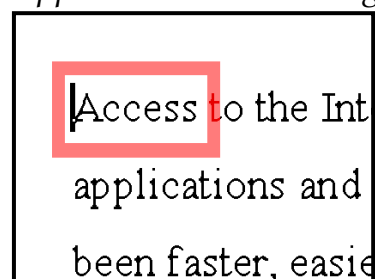 Access to the Int
applications and
been faster, easie